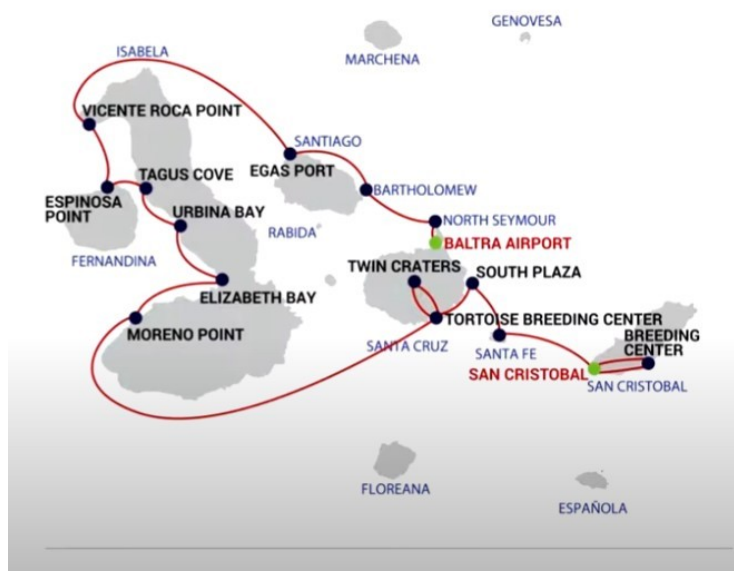 GENOVESA
ISABELA
MARCHENA
VICENTE ROCA POINT
SANTIAGO
EGAS PORT
TAGUS COVE
BARTHOLOMEW
ESPINOSA
POINT
URBINA BAY
NORTH SEYMOUR
RABIDA
BALTRA AIRPORT
FERNANDINA
TWIN CRATERS
SOUTH PLAZA
ELIZABETH BAY
MORENO POINT
TORTOISE BREEDING CENTER
BREEDING
CENTER
SANTA CRUZ
SANTA FE
SAN CRISTOBAL
SAN CRISTOBAL
FLOREANA
ESPAÑOLA